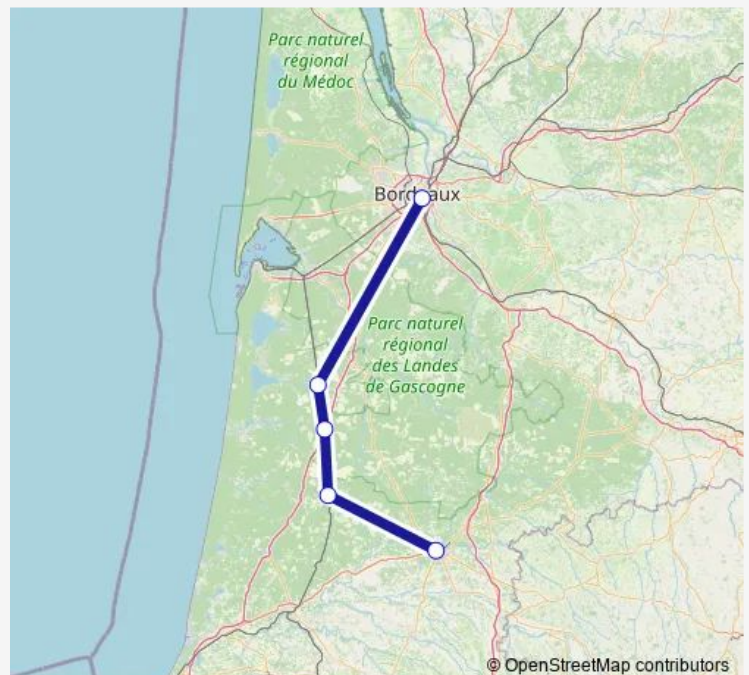 Parc naturel
régional
du Médoc
Bordeaux
Parc naturel
régional
des Landes
de Gascogne
© OpenStreetMap contributors